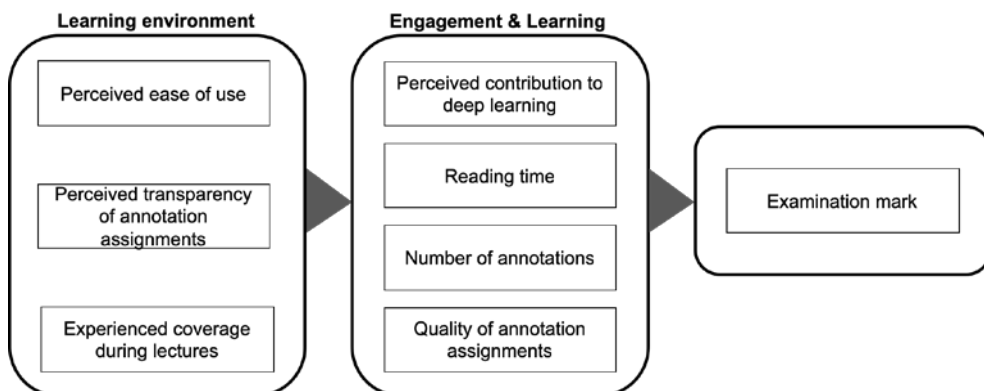 Learning environment
Perceived ease of use
Perceived transparency
of annotation
assignments
Experienced coverage
during lectures
Engagement & Learning
Perceived contribution to
deep learning
Reading time
Number of annotations
Quality of annotation
assignments
Examination mark